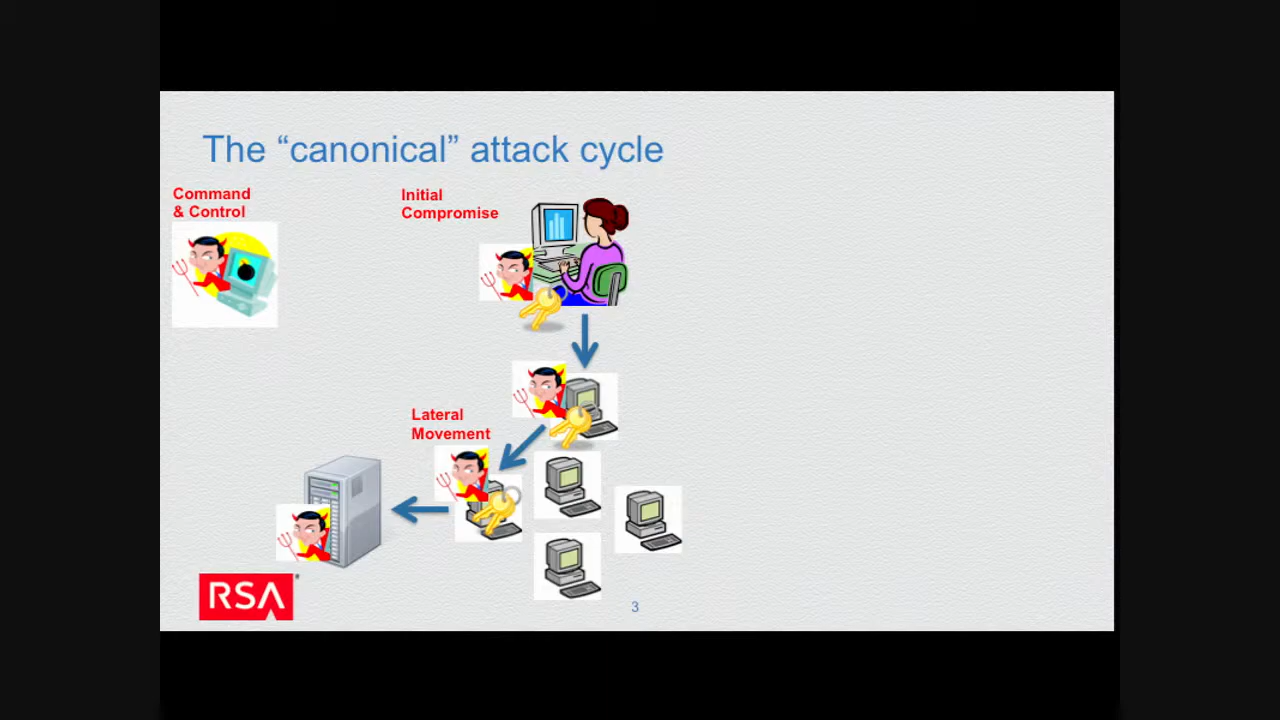 The “canonical” attack cycle
Command
& Control
Initial
Compromise
Lateral
Movement
RSA
3